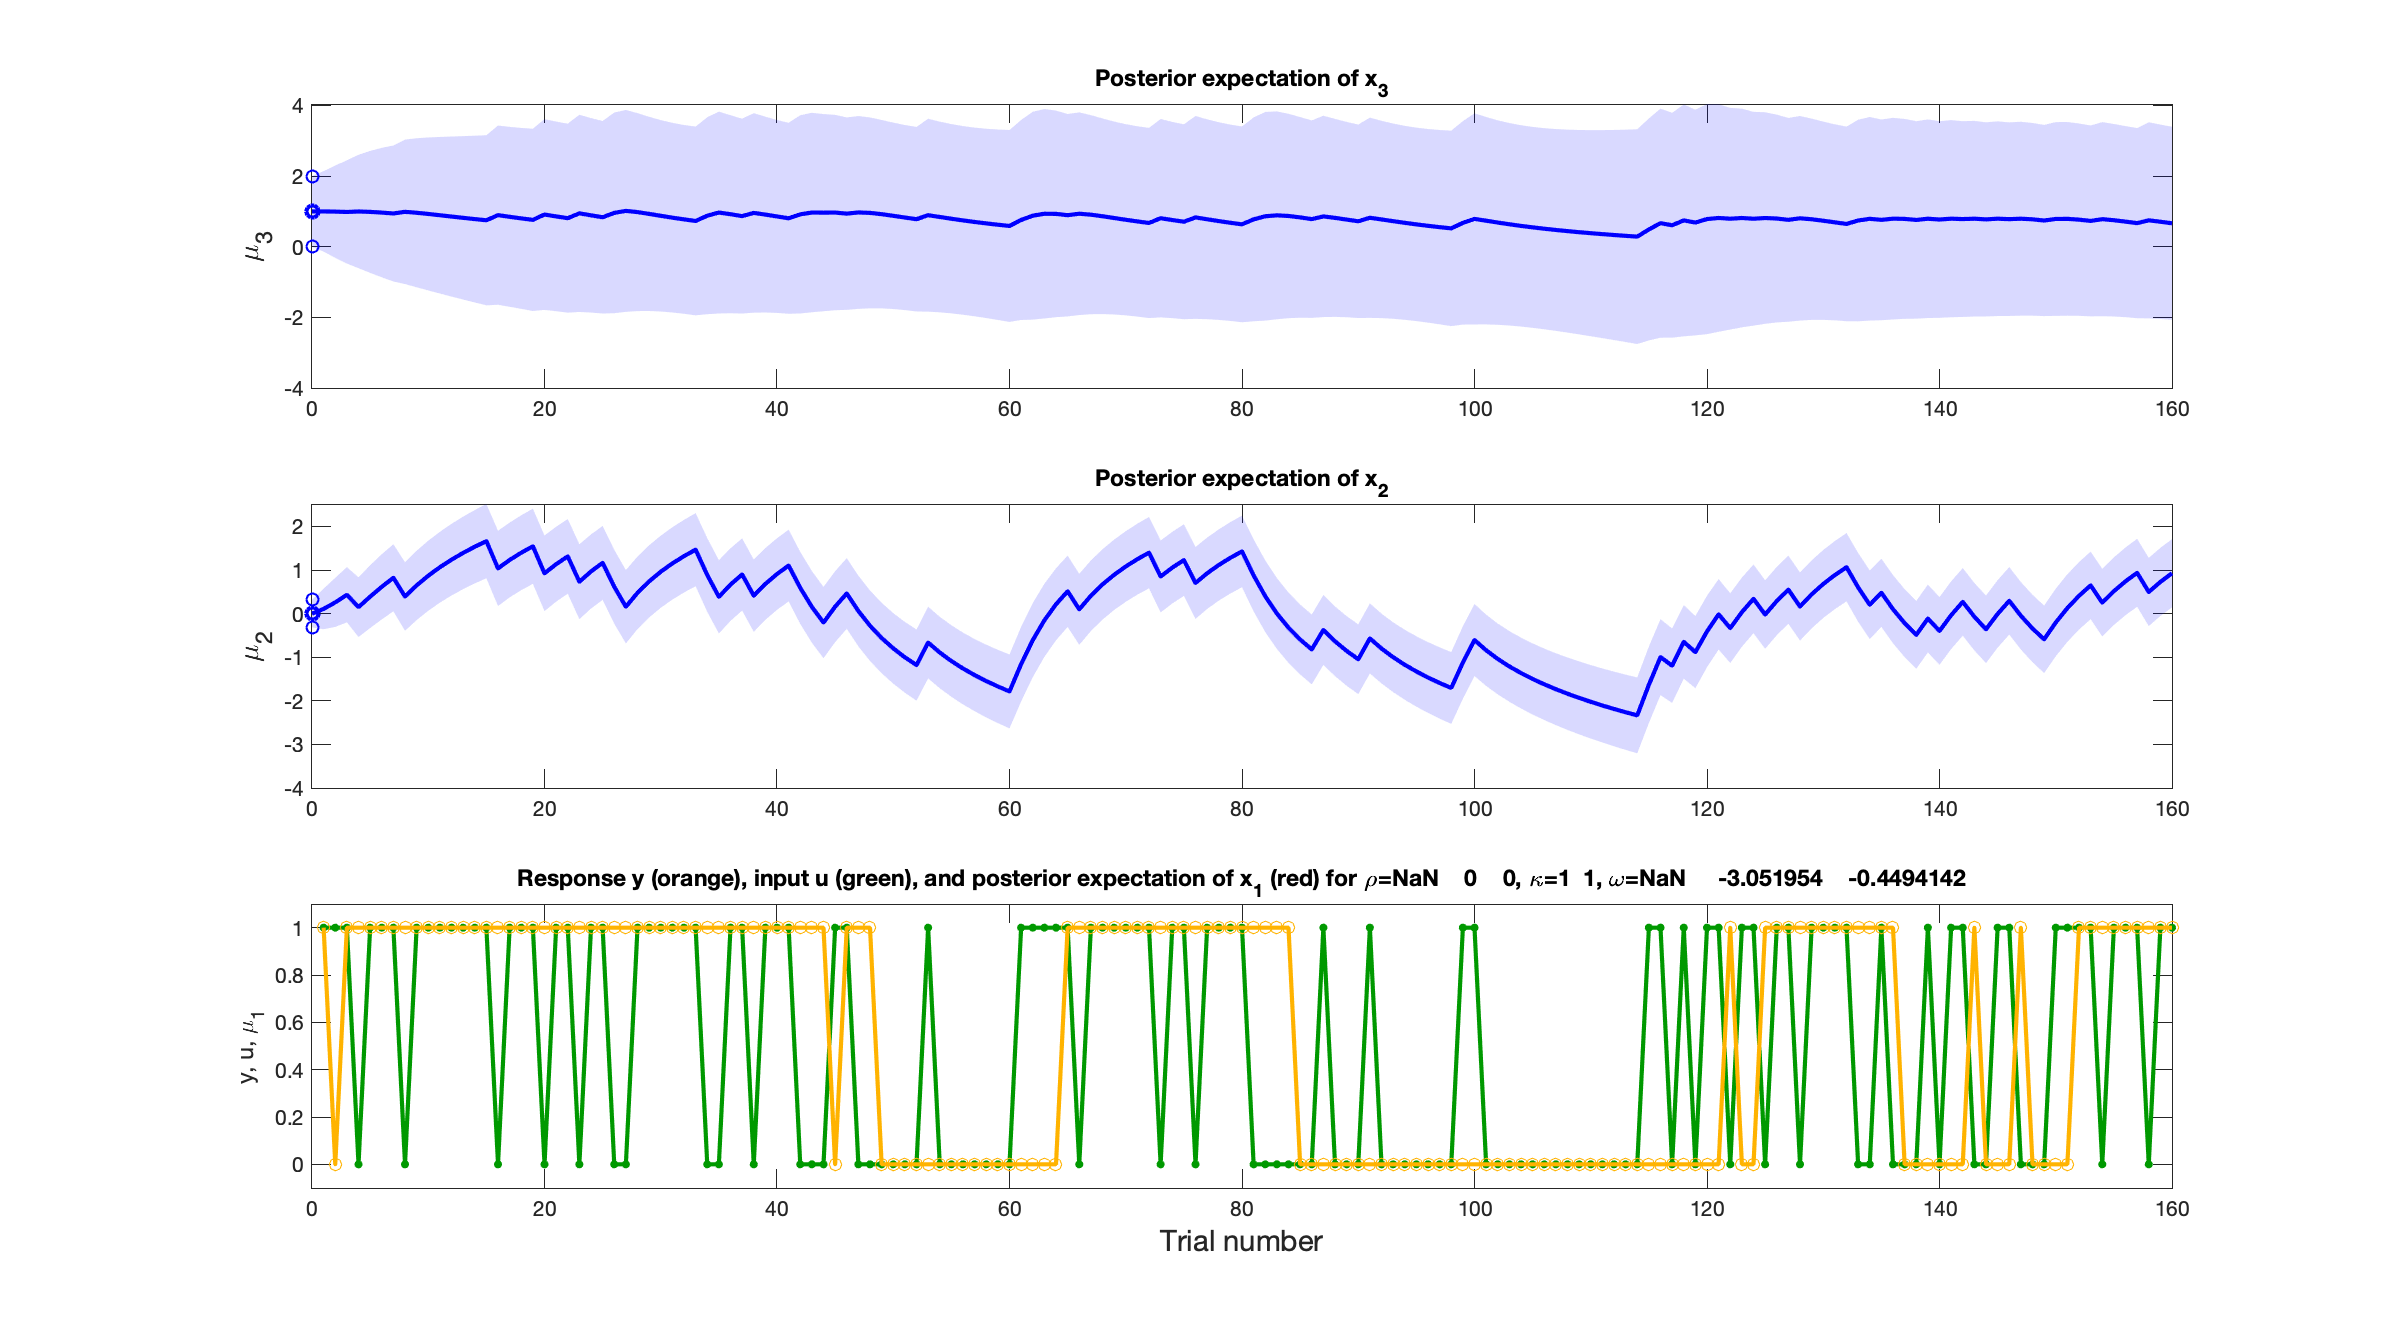 Posterior expectation of x3
4
2
0
-2
-4
μ3
0 20 40 60 80 100 120 140 160
Posterior expectation of x2
2
1
0
-1
-2
-3
-4
μ2
0 20 40 60 80 100 120 140 160
Response y (orange), input u (green), and posterior expectation of x1 (red) for ρ=NaN 0 0, κ=1 1, ω=NaN -3.051954 -0.4494142
1
0.8
0.6
0.4
0.2
0
y, u, μ1
0 20 40 60 80 100 120 140 160
Trial number